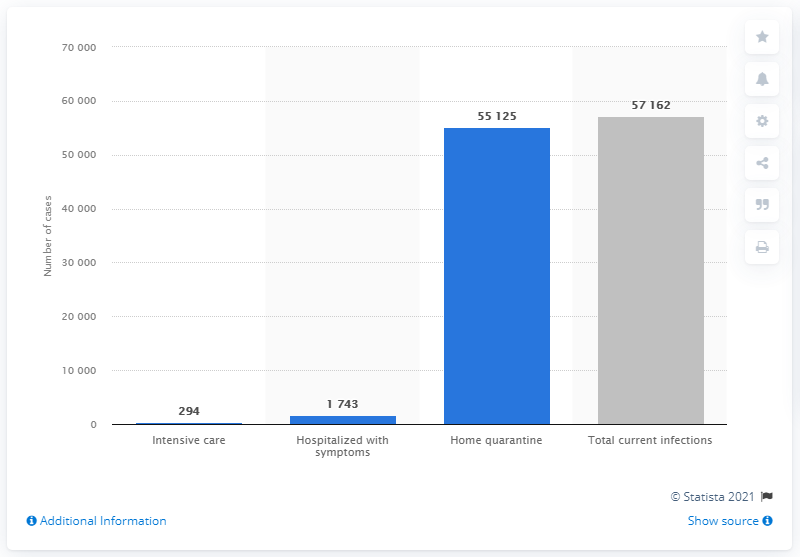 70 000
60 000
50 000
40 000
30 000
20 000
10 000
0
Number of cases
294
1 743
55 125
57 162
Intensive care
Hospitalized with
symptoms
Home quarantine
Total current infections
© Statista 2021
Additional Information
Show source